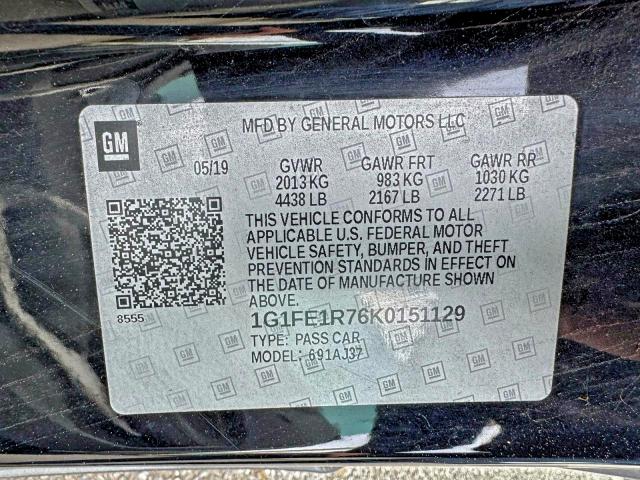 GM
MFD BY GENERAL MOTORS LLC
05/19 GVWR GAWR FRT GAWR RR
2013 KG 983 KG 1030 KG
4438 LB 2167 LB 2271 LB
THIS VEHICLE CONFORMS TO ALL
APPLICABLE U.S. FEDERAL MOTOR
VEHICLE SAFETY, BUMPER, AND THEFT
PREVENTION STANDARDS IN EFFECT ON
THE DATE OF MANUFACTURE SHOWN
ABOVE.
8555
1G1FE1R76K0151129
TYPE: PASS CAR
MODEL: 691AJ37